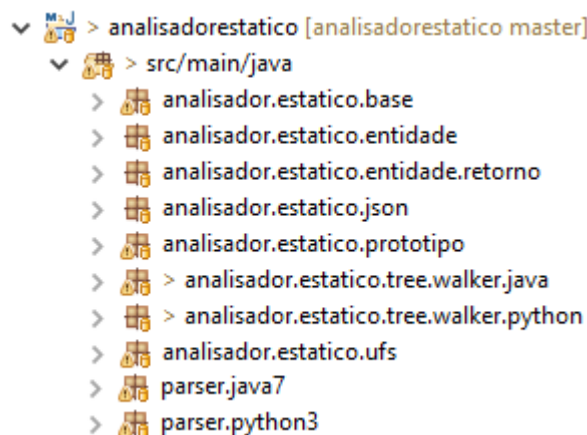 > analisadorestatico [analisadorestatico master]
> src/main/java
analisador.estatico.base
analisador.estatico.entidade
analisador.estatico.entidade.retorno
analisador.estatico.json
analisador.estatico.prototipo
> analisador.estatico.tree.walker.java
> analisador.estatico.tree.walker.python
analisador.estatico.ufs
parser.java7
parser.python3